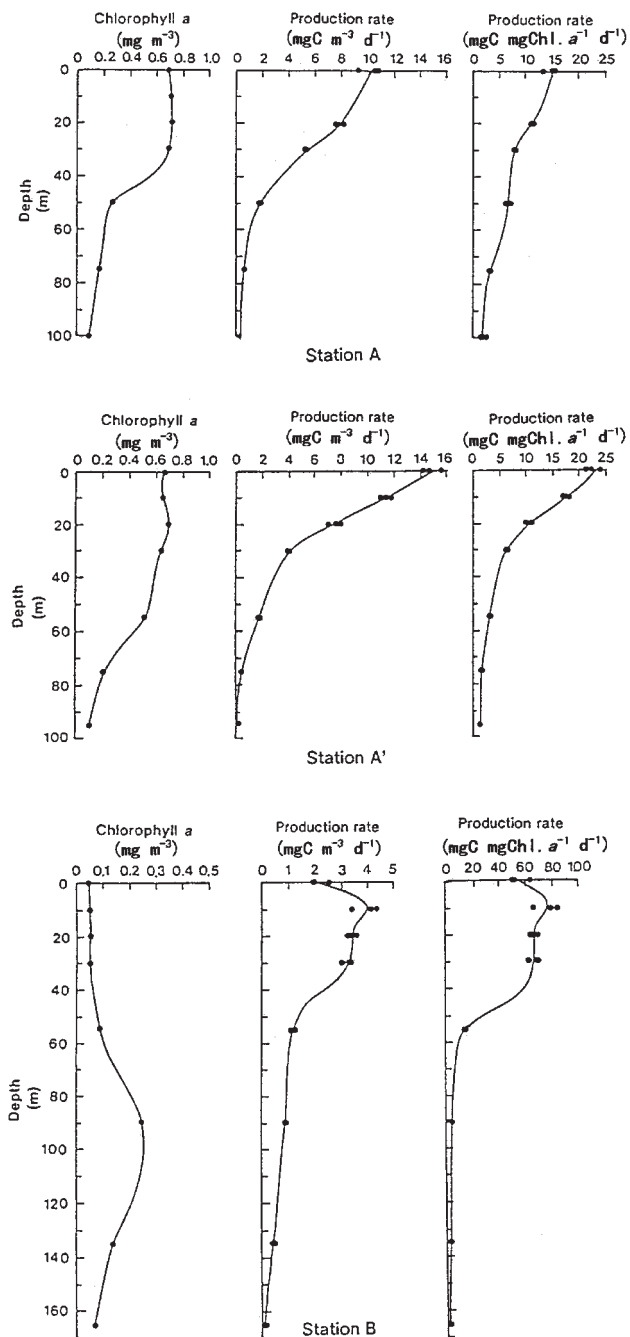 Chlorophyll a Production rate Production rate
(mg m⁻³) (mgC m⁻³ d⁻¹) (mgC mgChl. a⁻¹ d⁻¹)
0 0.2 0.4 0.6 0.8 1.0 0 2 4 6 8 10 12 14 16 0 5 10 15 20 25
0
20
40
Depth
(m)
60
80
100
Station A
Chlorophyll a Production rate Production rate
(mg m⁻³) (mgC m⁻³ d⁻¹) (mgC mgChl. a⁻¹ d⁻¹)
0 0.2 0.4 0.6 0.8 1.0 0 2 4 6 8 10 12 14 16 0 5 10 15 20 25
0
20
40
Depth
(m)
60
80
100
Station A'
Chlorophyll a Production rate Production rate
(mg m⁻³) (mgC m⁻³ d⁻¹) (mgC mgChl. a⁻¹ d⁻¹)
0 0.1 0.2 0.3 0.4 0.5 0 1 2 3 4 5 0 20 40 60 80 100
0
20
40
60
80
Depth
(m)
100
120
140
160
Station B